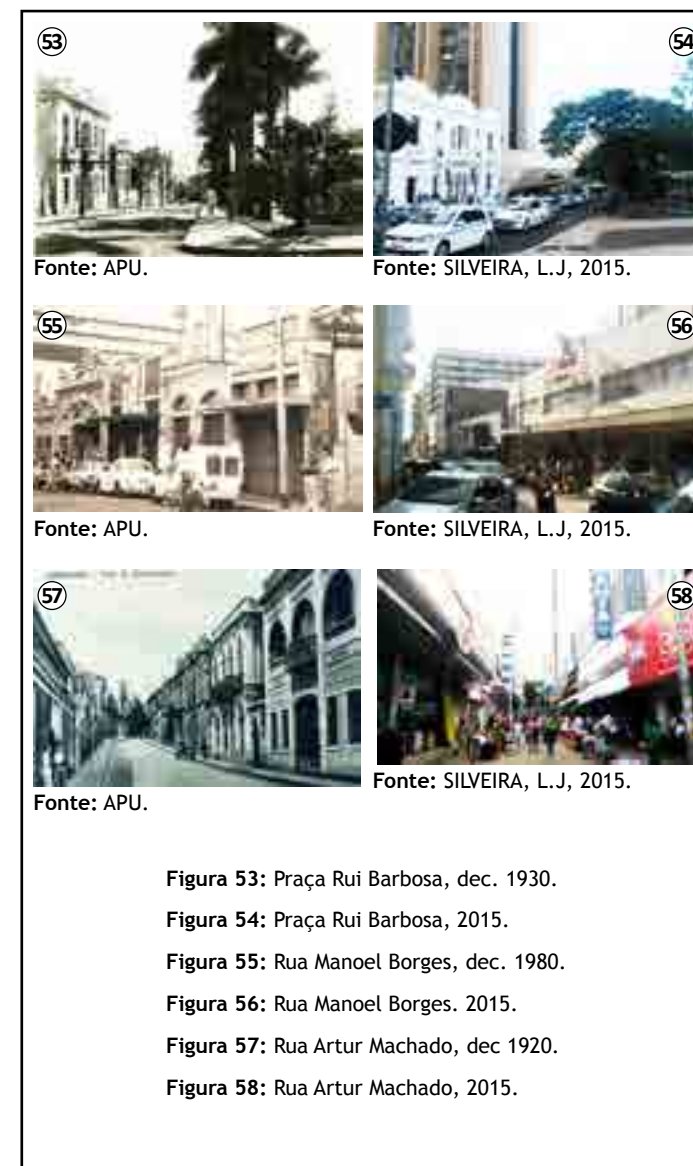 53
54
Fonte: APU.
Fonte: SILVEIRA, L.J, 2015.
55
56
Fonte: APU.
Fonte: SILVEIRA, L.J, 2015.
57
58
Fonte: APU.
Fonte: SILVEIRA, L.J, 2015.
Figura 53: Praça Rui Barbosa, dec. 1930.
Figura 54: Praça Rui Barbosa, 2015.
Figura 55: Rua Manoel Borges, dec. 1980.
Figura 56: Rua Manoel Borges. 2015.
Figura 57: Rua Artur Machado, dec 1920.
Figura 58: Rua Artur Machado, 2015.